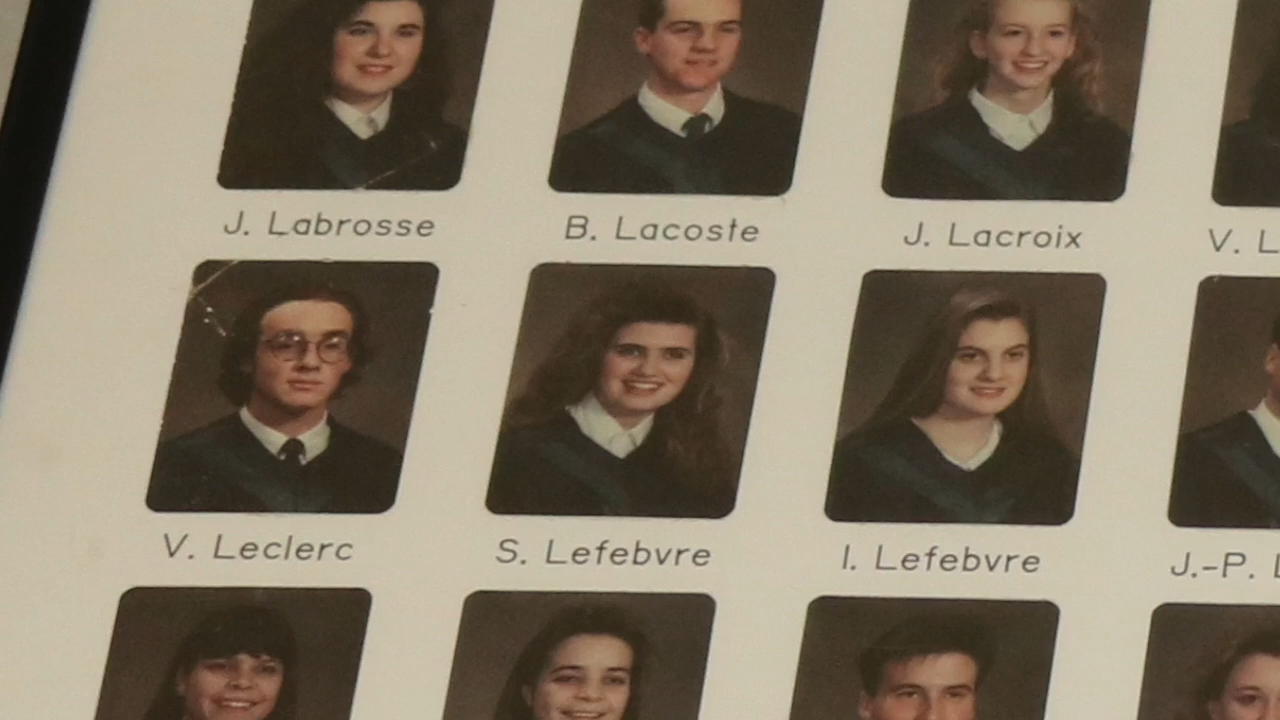 J. Labrosse
B. Lacoste
J. Lacroix
V. L
V. Leclerc
S. Lefebvre
I. Lefebvre
J.-P.